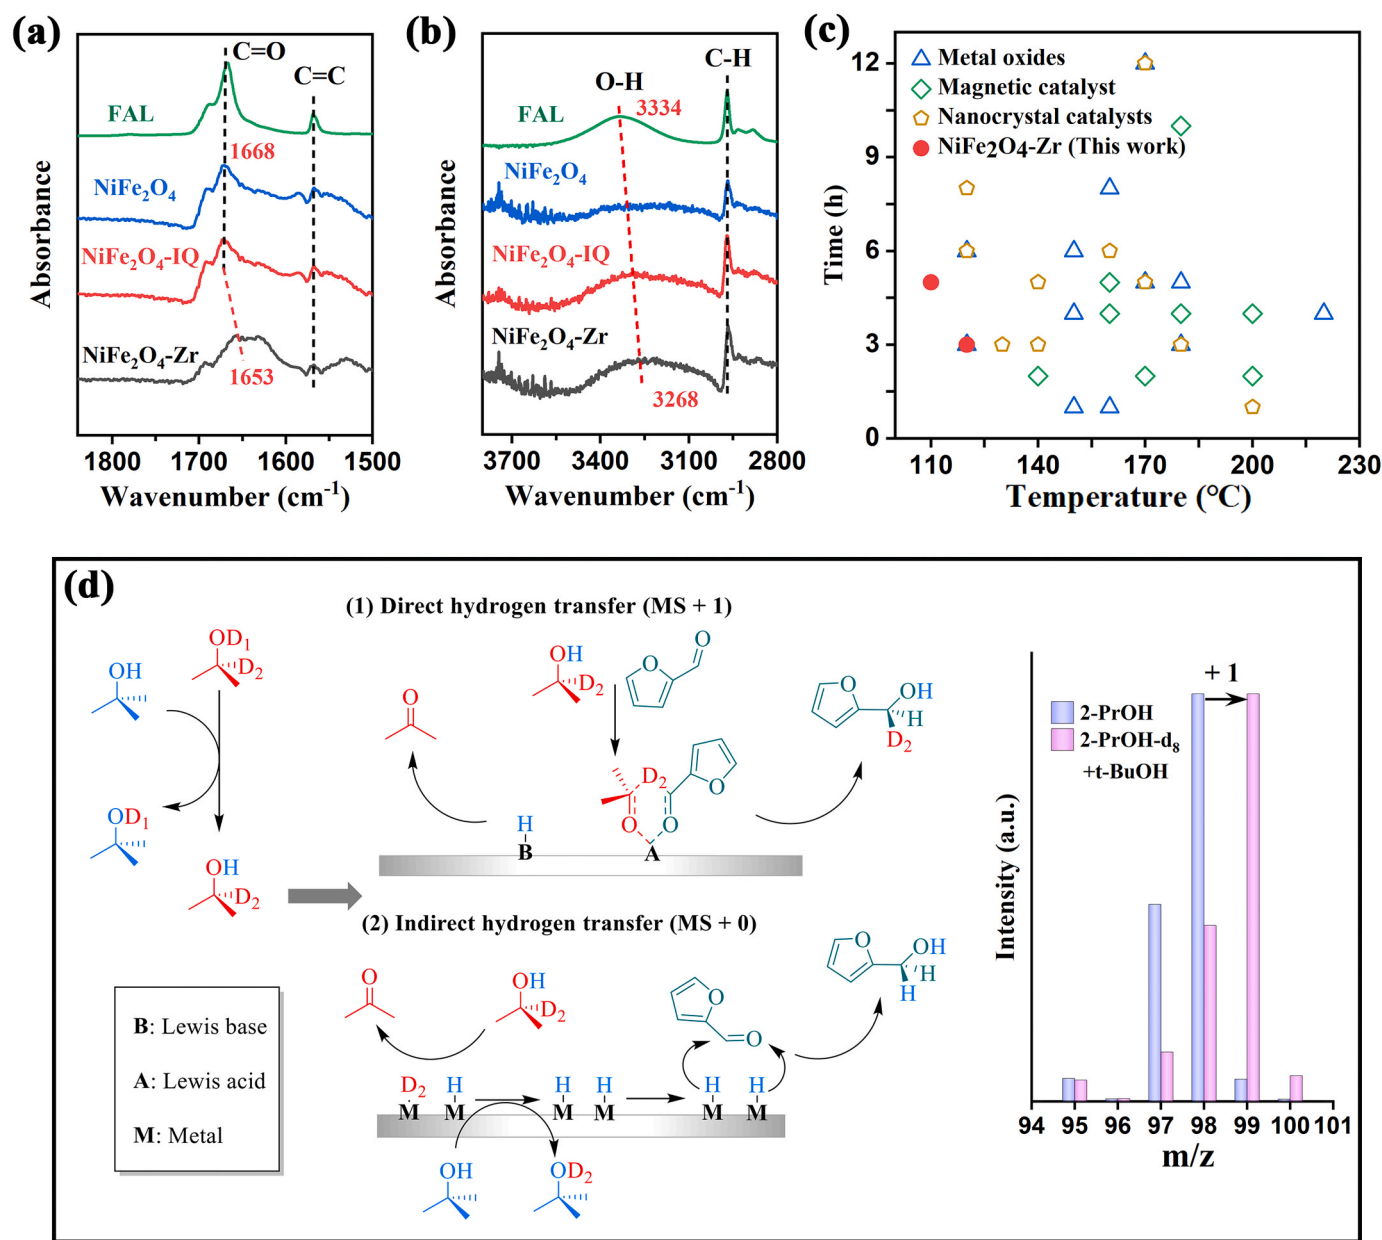 (a)
C=O
C=C
FAL
1668
NiFe2O4
NiFe2O4-IQ
NiFe2O4-Zr
1653
Absorbance
1800 1700 1600 1500
Wavenumber (cm-1)
(b)
C-H
O-H
3334
FAL
NiFe2O4
NiFe2O4-IQ
NiFe2O4-Zr
3268
Absorbance
3700 3400 3100 2800
Wavenumber (cm-1)
(c)
Metal oxides
Magnetic catalyst
Nanocrystal catalysts
NiFe2O4-Zr (This work)
Time (h)
12
9
6
3
0
110 140 170 200 230
Temperature (℃)
(d)
(1) Direct hydrogen transfer (MS + 1)
OH
OD1
D2
OD1
OH
D2
O
OH
D2
O
O
O
OH
H
D2
D2
O
O
O
H
B
A
(2) Indirect hydrogen transfer (MS + 0)
O
OH
D2
O
O
O
OH
H
H
D2 H H H H H
M M M M M M
OH
OD2
B: Lewis base
A: Lewis acid
M: Metal
+ 1
2-PrOH
2-PrOH-d8
+t-BuOH
Intensity (a.u.)
94 95 96 97 98 99 100 101
m/z